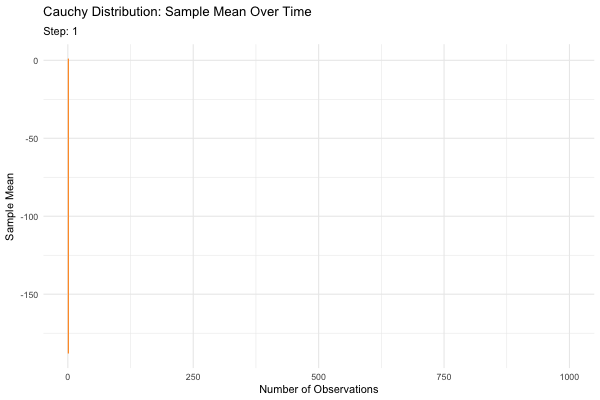 Cauchy Distribution: Sample Mean Over Time
Step: 1
0
-50
-100
-150
Sample Mean
0 250 500 750 1000
Number of Observations